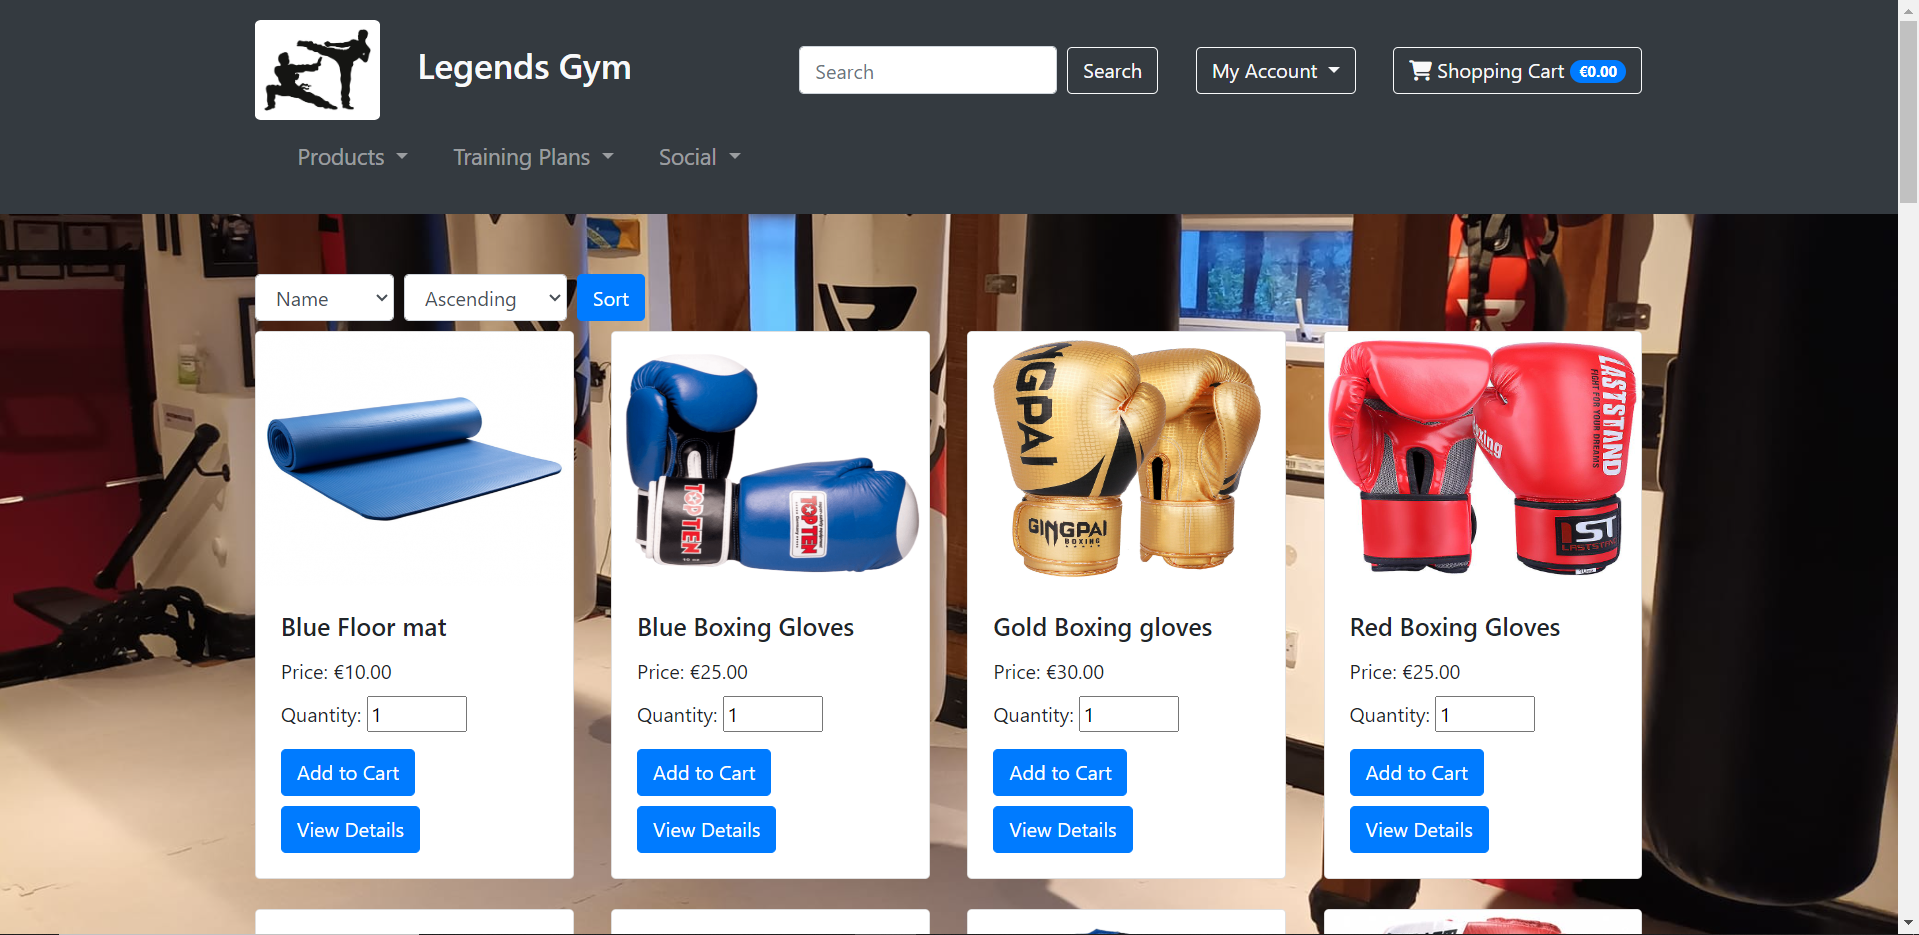 Legends Gym
Search
Search
My Account
Shopping Cart €0.00
Products
Training Plans
Social
Name
Ascending
Sort
TOP TEN
TOP TEN
NGPAI
GINGPAI
BOXING
LASTSTAND
FIGHT FOR YOUR DREAMS
ST
Blue Floor mat
Price: €10.00
Quantity: 1
Add to Cart
View Details
Blue Boxing Gloves
Price: €25.00
Quantity: 1
Add to Cart
View Details
Gold Boxing gloves
Price: €30.00
Quantity: 1
Add to Cart
View Details
Red Boxing Gloves
Price: €25.00
Quantity: 1
Add to Cart
View Details